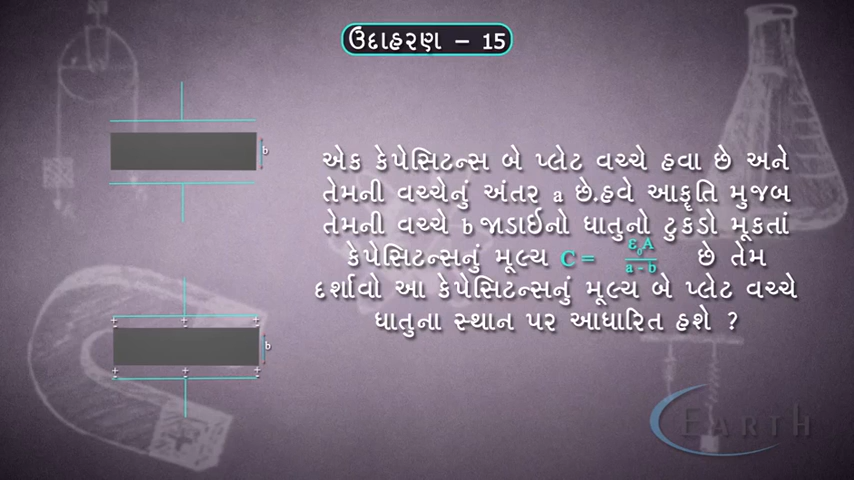 ઉદાહરણ – 15
એક કેપેસિટન્સ બે પ્લેટ વચ્ચે હવા છે અને
તેમની વચ્ચેનું અંતર a છે.હવે આકૃતિ મુજબ
તેમની વચ્ચે b જાડાઈનો ધાતુનો ટુકડો મૂકતાં
કેપેસિટન્સનું મૂલ્ય C = ε₀A / a - b છે તેમ
દર્શાવો આ કેપેસિટન્સનું મૂલ્ય બે પ્લેટ વચ્ચે
ધાતુના સ્થાન પર આધારિત હશે ?
b
b
EARTH